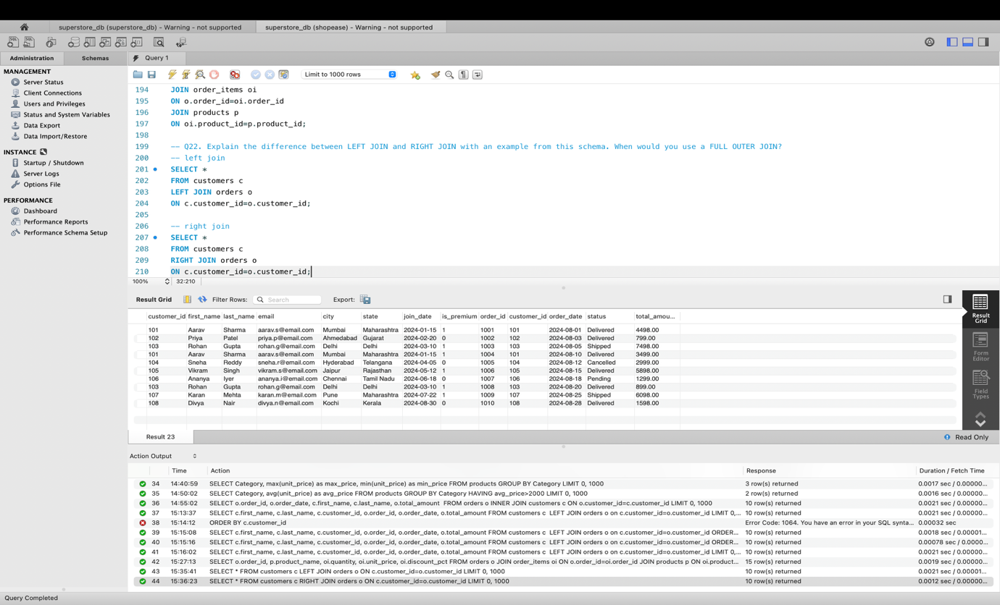 superstore_db (superstore_db) - Warning - not supported
superstore_db (shopease) - Warning - not supported
Administration
Schemas
Query 1
MANAGEMENT
Server Status
Client Connections
Users and Privileges
Status and System Variables
Data Export
Data Import/Restore
INSTANCE
Startup / Shutdown
Server Logs
Options File
PERFORMANCE
Dashboard
Performance Reports
Performance Schema Setup
Limit to 1000 rows
194 JOIN order_items oi
195 ON o.order_id=oi.order_id
196 JOIN products p
197 ON oi.product_id=p.product_id;
198
199 -- Q22. Explain the difference between LEFT JOIN and RIGHT JOIN with an example from this schema. When would you use a FULL OUTER JOIN?
200 -- left join
201 SELECT *
202 FROM customers c
203 LEFT JOIN orders o
204 ON c.customer_id=o.customer_id;
205
206 -- right join
207 SELECT *
208 FROM customers c
209 RIGHT JOIN orders o
210 ON c.customer_id=o.customer_id;
100% 32:210
Result Grid Filter Rows: Search Export:
customer_id first_name last_name email city state join_date is_premium order_id customer_id order_date status total_amou...
101 Aarav Sharma aarav.s@email.com Mumbai Maharashtra 2024-01-15 1 1001 101 2024-08-01 Delivered 4498.00
102 Priya Patel priya.p@email.com Ahmedabad Gujarat 2024-02-20 0 1002 102 2024-08-03 Delivered 799.00
103 Rohan Gupta rohan.g@email.com Delhi Delhi 2024-03-10 1 1003 103 2024-08-05 Shipped 7498.00
101 Aarav Sharma aarav.s@email.com Mumbai Maharashtra 2024-01-15 1 1004 101 2024-08-10 Delivered 3499.00
104 Sneha Reddy sneha.r@email.com Hyderabad Telangana 2024-04-05 0 1005 104 2024-08-12 Cancelled 2999.00
105 Vikram Singh vikram.s@email.com Jaipur Rajasthan 2024-05-12 1 1006 105 2024-08-15 Delivered 5898.00
106 Ananya Iyer ananya.i@email.com Chennai Tamil Nadu 2024-06-18 0 1007 106 2024-08-18 Pending 1299.00
103 Rohan Gupta rohan.g@email.com Delhi Delhi 2024-03-10 1 1008 103 2024-08-20 Delivered 899.00
107 Karan Mehta karan.m@email.com Pune Maharashtra 2024-07-22 1 1009 107 2024-08-25 Shipped 6098.00
108 Divya Nair divya.n@email.com Kochi Kerala 2024-08-30 0 1010 108 2024-08-28 Delivered 1598.00
Result Grid
Form Editor
Field Types
Result 23
Read Only
Action Output
Time Action Response Duration / Fetch Time
34 14:40:59 SELECT Category, max(unit_price) as max_price, min(unit_price) as min_price FROM products GROUP BY Category LIMIT 0, 1000 3 row(s) returned 0.0017 sec / 0.00000...
35 14:50:02 SELECT Category, avg(unit_price) as avg_price FROM products GROUP BY Category HAVING avg_price>2000 LIMIT 0, 1000 2 row(s) returned 0.0016 sec / 0.00000...
36 14:55:02 SELECT o.order_id, o.order_date, c.first_name, c.last_name, o.total_amount FROM orders o INNER JOIN customers c ON o.customer_id=c.customer_id LIMIT 0, 1000 10 row(s) returned 0.0021 sec / 0.00000...
37 15:13:37 SELECT c.first_name, c.last_name, c.customer_id, o.order_id, o.order_date, o.total_amount FROM customers c LEFT JOIN orders o on c.customer_id=o.customer_id LIMIT 0,... 10 row(s) returned 0.0021 sec / 0.00000...
38 15:14:12 ORDER BY c.customer_id Error Code: 1064. You have an error in your SQL synta... 0.00032 sec
39 15:15:08 SELECT c.first_name, c.last_name, c.customer_id, o.order_id, o.order_date, o.total_amount FROM customers c LEFT JOIN orders o on c.customer_id=o.customer_id ORDER... 10 row(s) returned 0.0018 sec / 0.00001...
40 15:15:16 SELECT c.first_name, c.last_name, c.customer_id, o.order_id, o.order_date, o.total_amount FROM customers c LEFT JOIN orders o on c.customer_id=o.customer_id ORDER... 10 row(s) returned 0.00078 sec / 0.0000...
41 15:16:02 SELECT c.first_name, c.last_name, c.customer_id, o.order_id, o.order_date, o.total_amount FROM customers c LEFT JOIN orders o on c.customer_id=o.customer_id LIMIT 0,... 10 row(s) returned 0.0021 sec / 0.00000...
42 15:27:13 SELECT o.order_id, p.product_name, oi.quantity, oi.unit_price, oi.discount_pct FROM orders o JOIN order_items oi ON o.order_id=oi.order_id JOIN products p ON oi.product... 15 row(s) returned 0.0019 sec / 0.00000...
43 15:35:41 SELECT * FROM customers c LEFT JOIN orders o ON c.customer_id=o.customer_id LIMIT 0, 1000 10 row(s) returned 0.0021 sec / 0.00001...
44 15:36:23 SELECT * FROM customers c RIGHT JOIN orders o ON c.customer_id=o.customer_id LIMIT 0, 1000 10 row(s) returned 0.0012 sec / 0.00000...
Query Completed